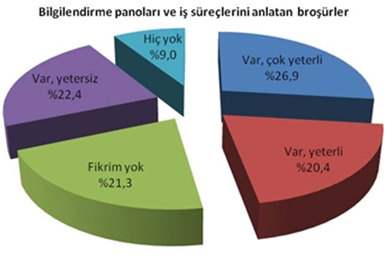 Bilgilendirme panoları ve iş süreçlerini anlatan broşürler
Hiç yok
%9,0
Var, çok yeterli
%26,9
Var, yetersiz
%22,4
Fikrim yok
%21,3
Var, yeterli
%20,4